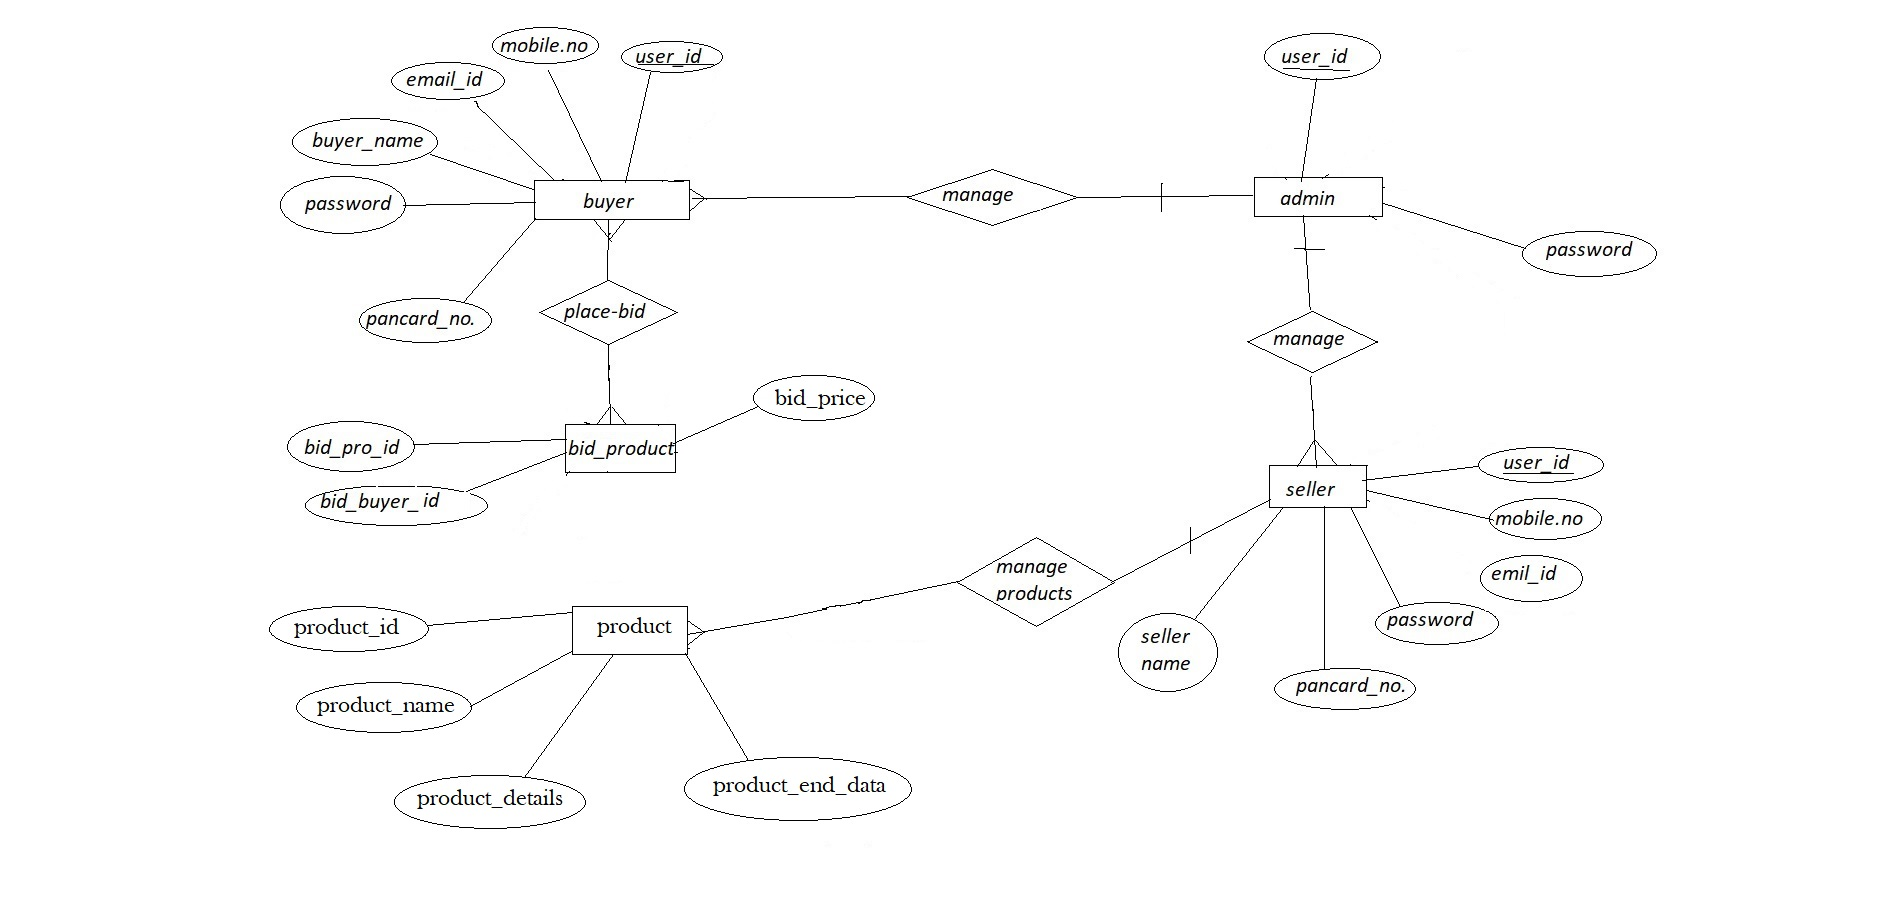 mobile.no
user_id
user_id
email_id
buyer_name
password
buyer
manage
admin
password
pancard_no.
place-bid
manage
bid_price
bid_pro_id
bid_product
bid_buyer_id
user_id
seller
mobile.no
emil_id
manage
products
password
product_id
product
seller
name
pancard_no.
product_name
product_details
product_end_data